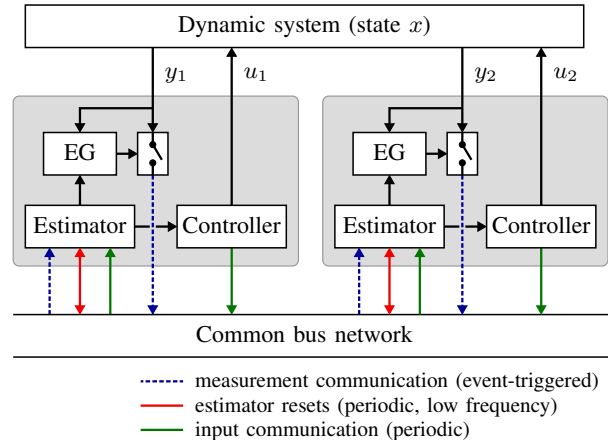 Dynamic system (state x)
y1 u1 y2 u2
EG EG
Estimator Controller Estimator Controller
Common bus network
measurement communication (event-triggered)
estimator resets (periodic, low frequency)
input communication (periodic)